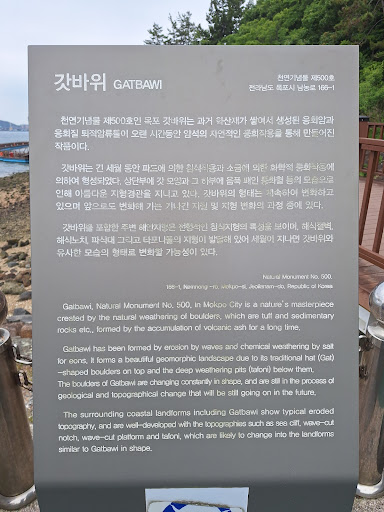 갓바위 GATBAWI
천연기념물 제500호
전라남도 목포시 남농로 166-1
천연기념물 제500호인 목포 갓바위는 과거 화산재가 쌓여서 생성된 응회암과
응회질 퇴적암류들이 오랜 시간동안 암석의 자연적인 풍화작용을 통해 만들어진
작품이다.
갓바위는 긴 세월 동안 파도에 의한 침식작용과 소금에 의한 화학적 풍화작용에
의하여 형성되었다. 상단부에 갓 모양과 그 하부에 움푹 패인 풍화혈 등의 모습으로
인해 아름다운 지형경관을 지니고 있다. 갓바위의 형태는 계속하여 변화하고
있으며 앞으로도 변화해 가는 기나긴 지질 및 지형 변화의 과정 중에 있다.
갓바위를 포함한 주변 해안지형은 전형적인 침식지형의 특성을 보이며, 해식절벽,
해식노치, 파식대 그리고 타포니들의 지형이 발달해 있어 세월이 지나면 갓바위와
유사한 모습의 형태로 변화할 가능성이 있다.
Natural Monument No. 500,
166-1, Namnong-ro, Mokpo-si, Jeollanam-do, Republic of Korea
Gatbawi, Natural Monument No. 500, in Mokpo City is a nature's masterpiece
created by the natural weathering of boulders, which are tuff and sedimentary
rocks etc., formed by the accumulation of volcanic ash for a long time.
Gatbawi has been formed by erosion by waves and chemical weathering by salt
for eons. It forms a beautiful geomorphic landscape due to its traditional hat (Gat)
-shaped boulders on top and the deep weathering pits (tafoni) below them.
The boulders of Gatbawi are changing constantly in shape, and are still in the process of
geological and topographical change that will be still going on in the future.
The surrounding coastal landforms including Gatbawi show typical eroded
topography, and are well-developed with the topographies such as sea cliff, wave-cut
notch, wave-cut platform and tafoni, which are likely to change into the landforms
similar to Gatbawi in shape.